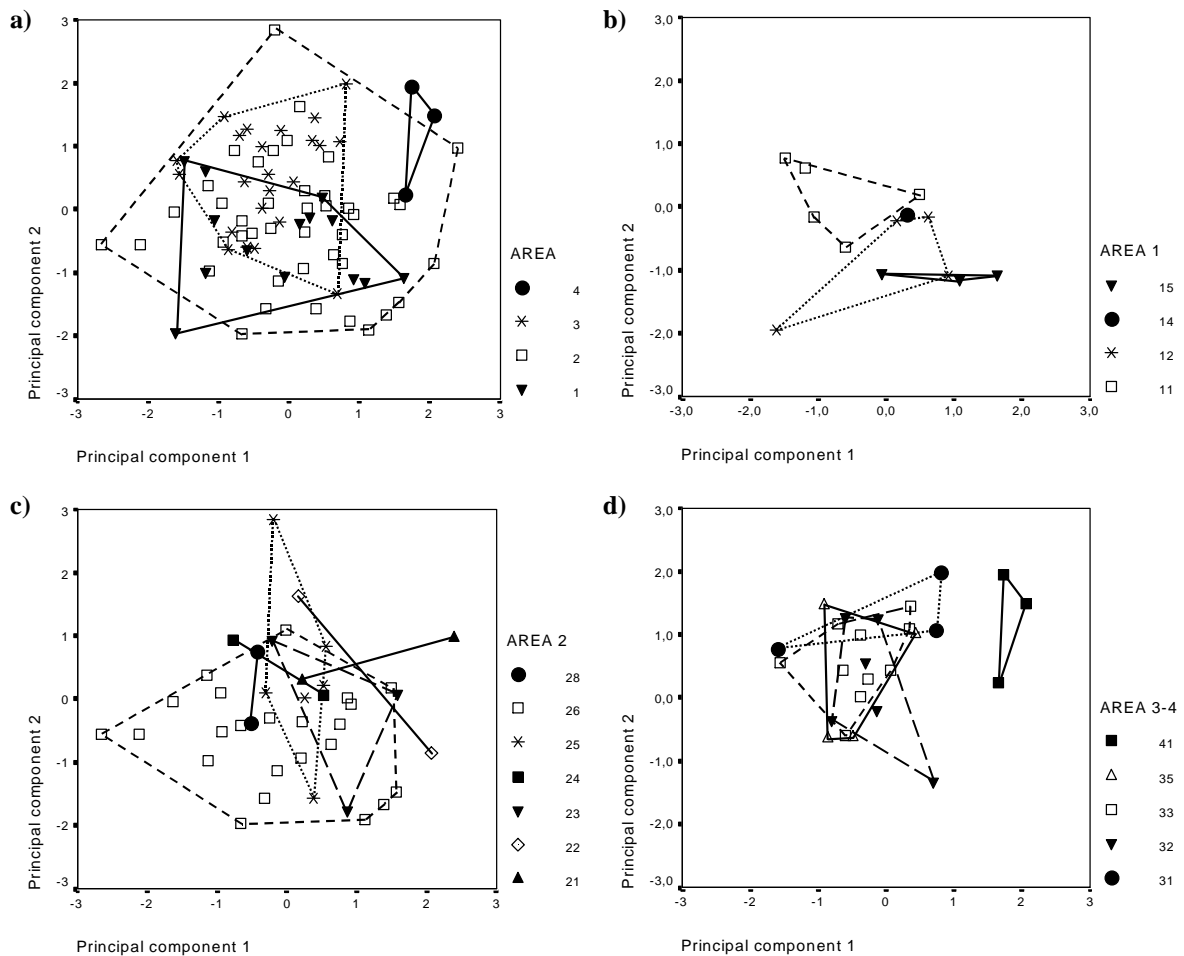 a)
3
2
1
0
-1
-2
-3
-3 -2 -1 0 1 2 3
Principal component 2
Principal component 1
AREA
4
3
2
1
b)
3,0
2,0
1,0
0,0
-1,0
-2,0
-3,0
-3,0 -2,0 -1,0 0,0 1,0 2,0 3,0
Principal component 2
Principal component 1
AREA 1
15
14
12
11
c)
3
2
1
0
-1
-2
-3
-3 -2 -1 0 1 2 3
Principal component 2
Principal component 1
AREA 2
28
26
25
24
23
22
21
d)
3,0
2,0
1,0
0,0
-1,0
-2,0
-3,0
-3 -2 -1 0 1 2 3
Principal component 2
Principal component 1
AREA 3-4
41
35
33
32
31